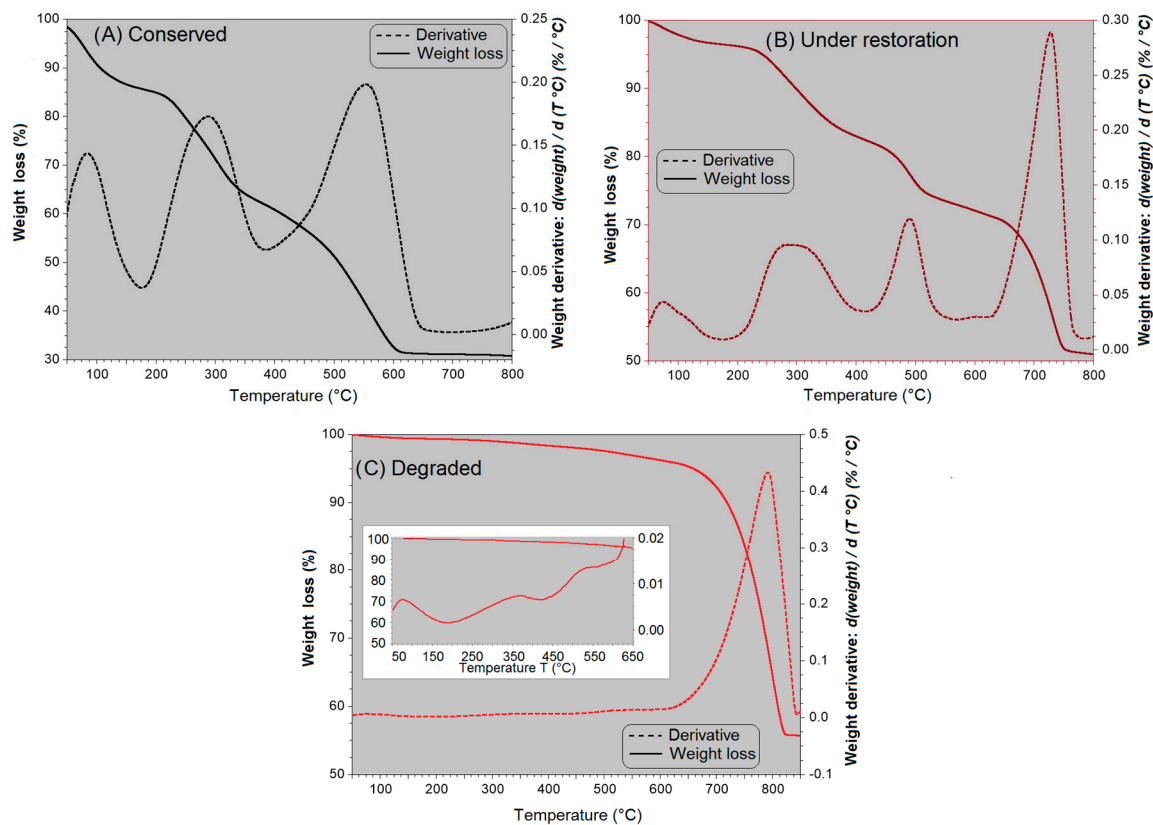 (A) Conserved
Derivative
Weight loss
100
90
80
70
60
50
40
30
0.25
0.20
0.15
0.10
0.05
0.00
100 200 300 400 500 600 700 800
Temperature (°C)
Weight loss (%)
Weight derivative: d(weight) / d (T °C) (% / °C)
(B) Under restoration
Derivative
Weight loss
100
90
80
70
60
50
0.30
0.20
0.15
0.10
0.05
0.00
100 200 300 400 500 600 700 800
Temperature (°C)
Weight loss (%)
Weight derivative: d(weight) / d (T °C) (% / °C)
(C) Degraded
100
90
80
70
60
50
0.5
0.4
0.3
0.2
0.1
0.0
-0.1
100
90
80
70
60
50
0.02
0.01
0.00
50 150 250 350 450 550 650
Temperature T (°C)
Derivative
Weight loss
100 200 300 400 500 600 700 800
Temperature (°C)
Weight loss (%)
Weight derivative: d(weight) / d (T °C) (% / °C)